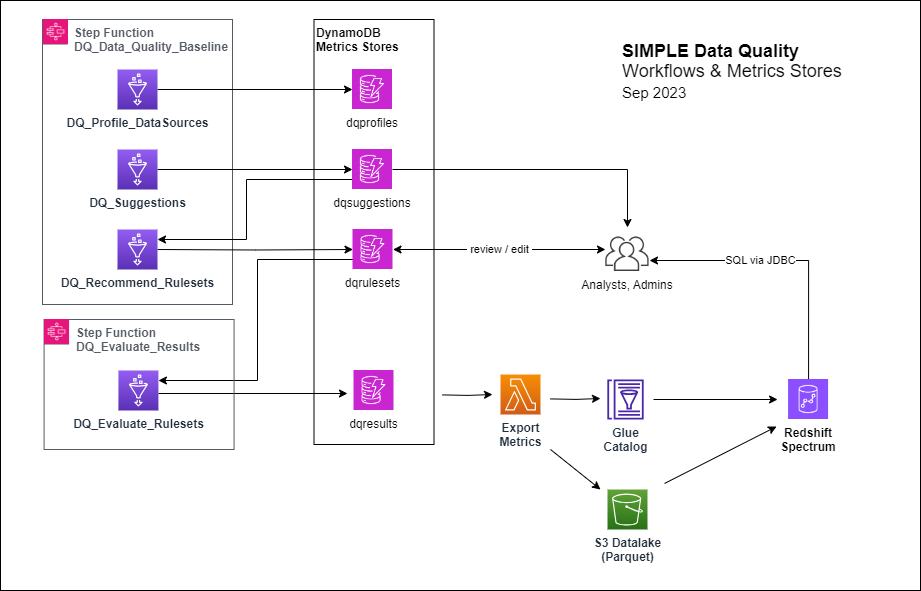 Step Function
DQ_Data_Quality_Baseline
DynamoDB
Metrics Stores
SIMPLE Data Quality
Workflows & Metrics Stores
Sep 2023
DQ_Profile_DataSources
dqprofiles
DQ_Suggestions
dqsuggestions
DQ_Recommend_Rulesets
dqrulesets
review / edit
Analysts, Admins
SQL via JDBC
Step Function
DQ_Evaluate_Results
DQ_Evaluate_Rulesets
dqresults
Export
Metrics
Glue
Catalog
Redshift
Spectrum
S3 Datalake
(Parquet)